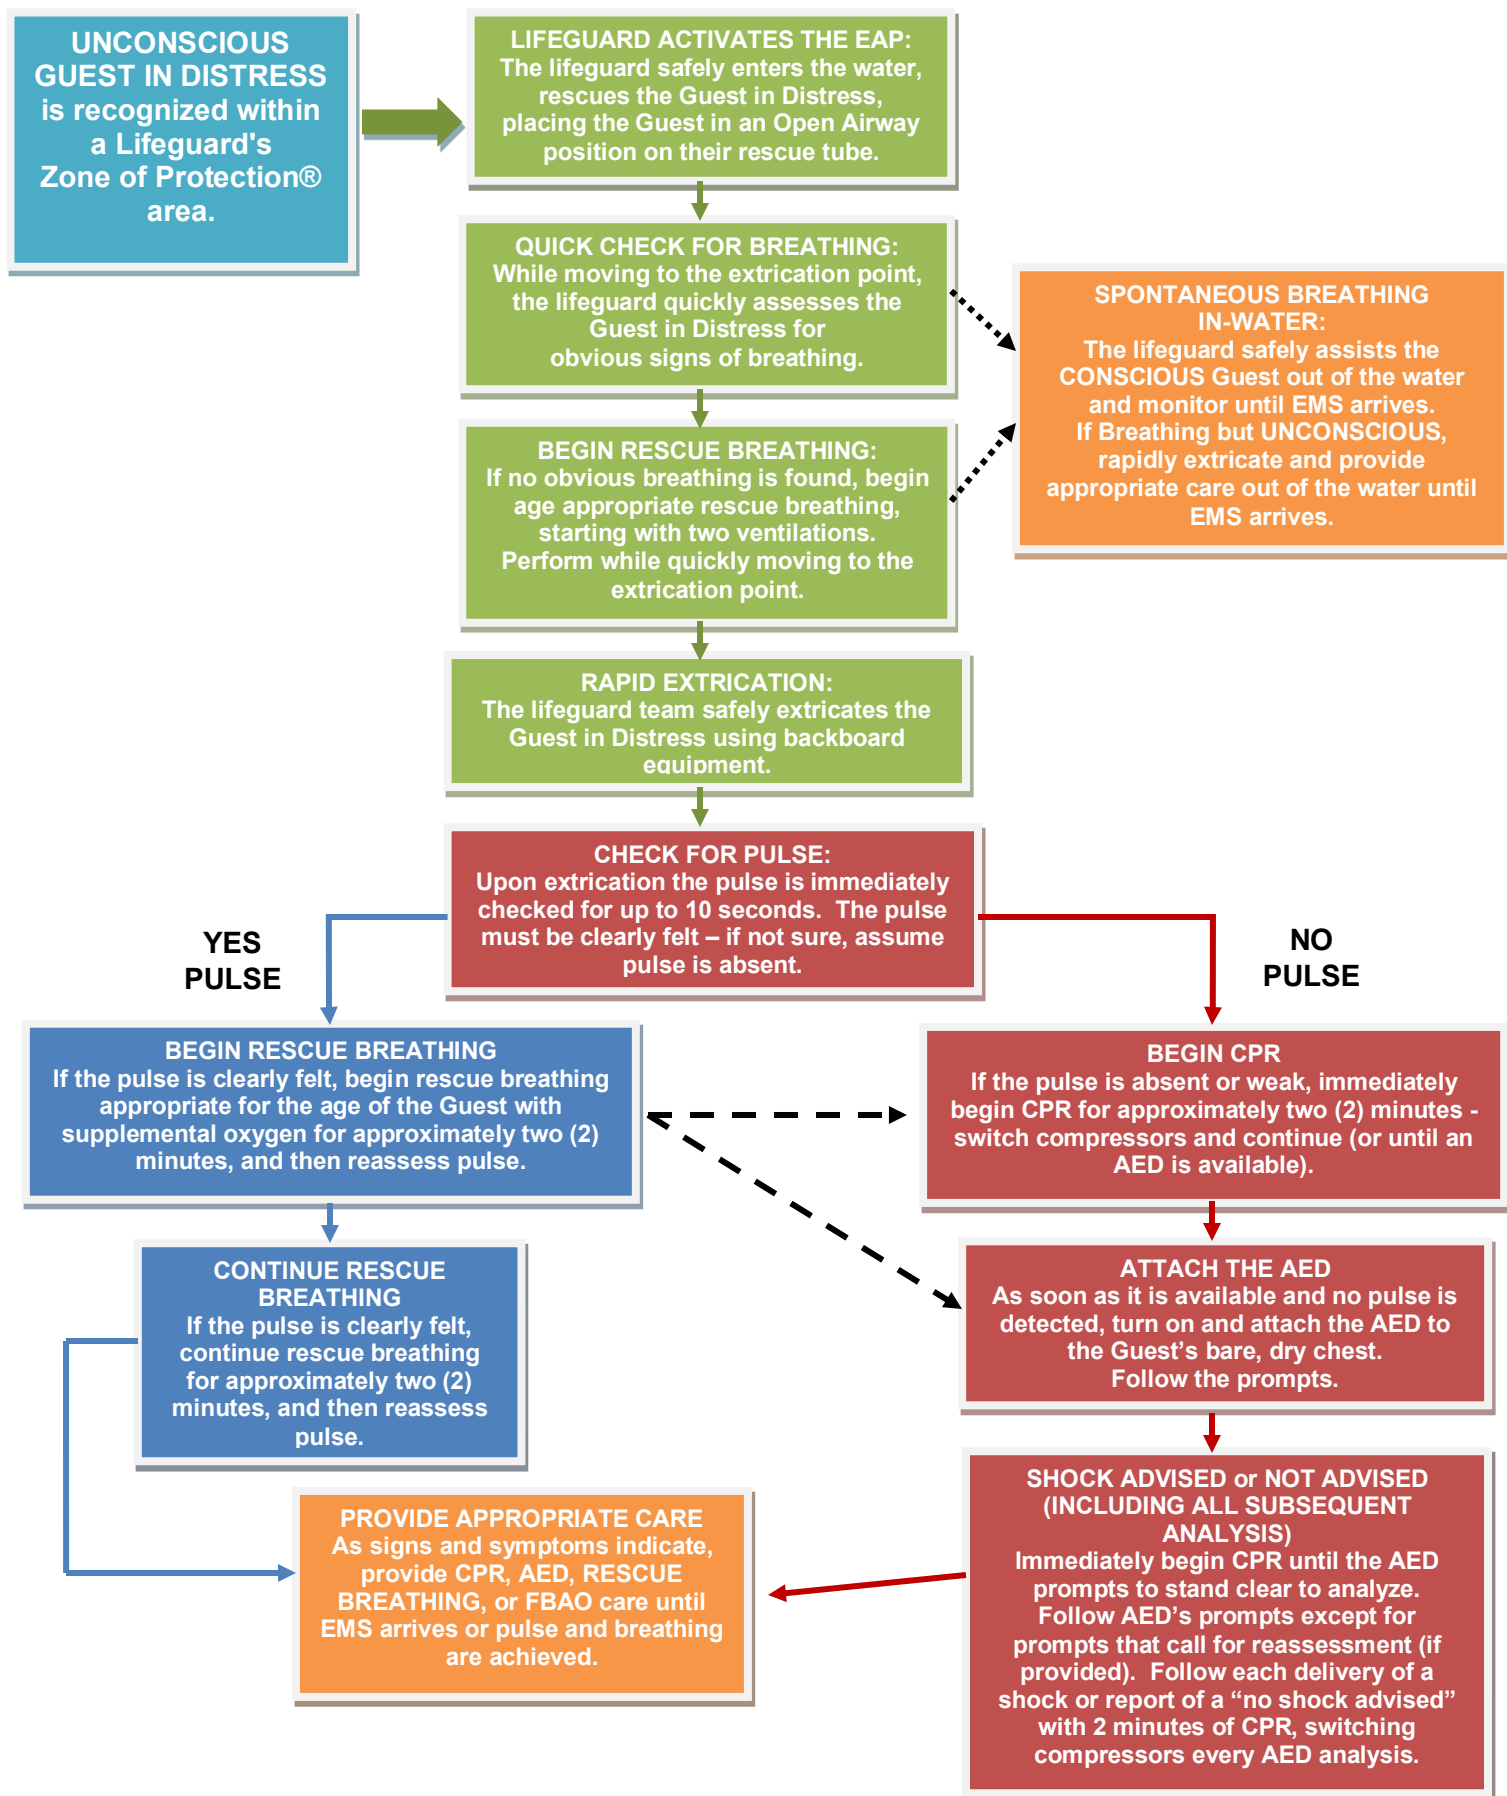 UNCONSCIOUS
GUEST IN DISTRESS
is recognized within
a Lifeguard's
Zone of Protection®
area.
LIFEGUARD ACTIVATES THE EAP:
The lifeguard safely enters the water,
rescues the Guest in Distress,
placing the Guest in an Open Airway
position on their rescue tube.
QUICK CHECK FOR BREATHING:
While moving to the extrication point,
the lifeguard quickly assesses the
Guest in Distress for
obvious signs of breathing.
SPONTANEOUS BREATHING
IN-WATER:
The lifeguard safely assists the
CONSCIOUS Guest out of the water
and monitor until EMS arrives.
If Breathing but UNCONSCIOUS,
rapidly extricate and provide
appropriate care out of the water until
EMS arrives.
BEGIN RESCUE BREATHING:
If no obvious breathing is found, begin
age appropriate rescue breathing,
starting with two ventilations.
Perform while quickly moving to the
extrication point.
RAPID EXTRICATION:
The lifeguard team safely extricates the
Guest in Distress using backboard
equipment.
CHECK FOR PULSE:
Upon extrication the pulse is immediately
checked for up to 10 seconds.  The pulse
must be clearly felt – if not sure, assume
pulse is absent.
YES
PULSE
NO
PULSE
BEGIN RESCUE BREATHING
If the pulse is clearly felt, begin rescue breathing
appropriate for the age of the Guest with
supplemental oxygen for approximately two (2)
minutes, and then reassess pulse.
BEGIN CPR
If the pulse is absent or weak, immediately
begin CPR for approximately two (2) minutes -
switch compressors and continue (or until an
AED is available).
CONTINUE RESCUE
BREATHING
If the pulse is clearly felt,
continue rescue breathing
for approximately two (2)
minutes, and then reassess
pulse.
ATTACH THE AED
As soon as it is available and no pulse is
detected, turn on and attach the AED to
the Guest’s bare, dry chest.
Follow the prompts.
PROVIDE APPROPRIATE CARE
As signs and symptoms indicate,
provide CPR, AED, RESCUE
BREATHING, or FBAO care until
EMS arrives or pulse and breathing
are achieved.
SHOCK ADVISED or NOT ADVISED
(INCLUDING ALL SUBSEQUENT
ANALYSIS)
Immediately begin CPR until the AED
prompts to stand clear to analyze.
Follow AED’s prompts except for
prompts that call for reassessment (if
provided).  Follow each delivery of a
shock or report of a “no shock advised”
with 2 minutes of CPR, switching
compressors every AED analysis.